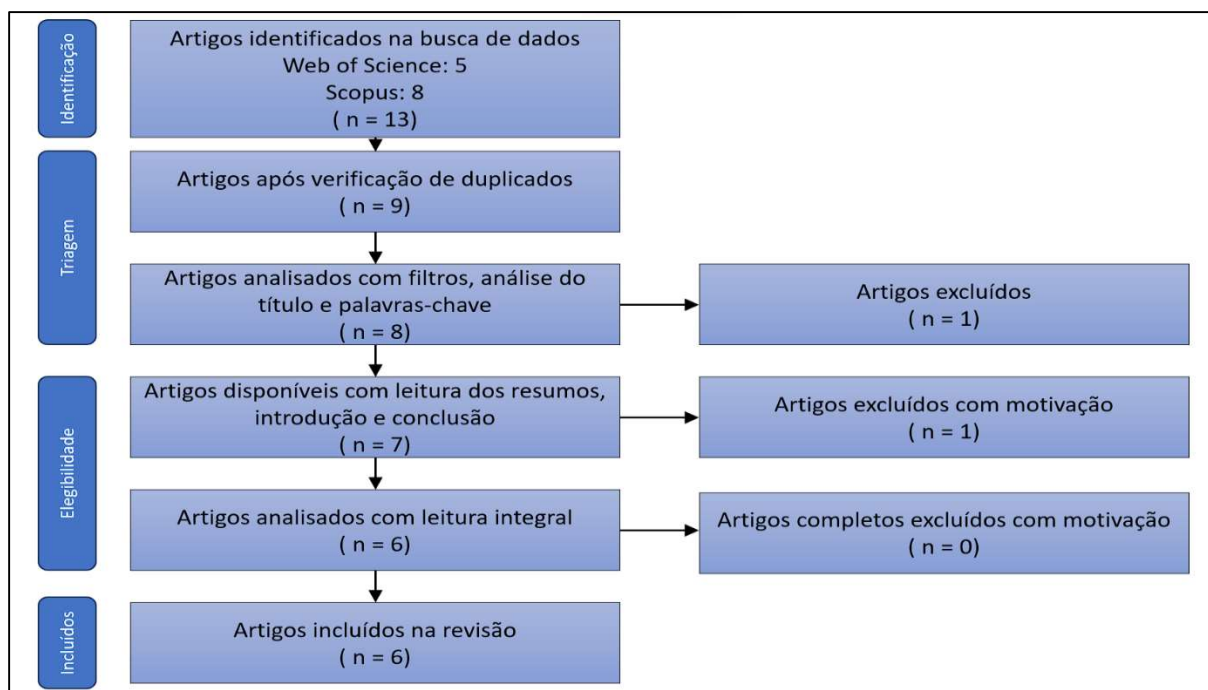 Identificação
Artigos identificados na busca de dados
Web of Science: 5
Scopus: 8
( n = 13)
Triagem
Artigos após verificação de duplicados
( n = 9)
Artigos analisados com filtros, análise do
título e palavras-chave
( n = 8)
Artigos excluídos
( n = 1)
Elegibilidade
Artigos disponíveis com leitura dos resumos,
introdução e conclusão
( n = 7)
Artigos excluídos com motivação
( n = 1)
Artigos analisados com leitura integral
( n = 6)
Artigos completos excluídos com motivação
( n = 0)
Incluídos
Artigos incluídos na revisão
( n = 6)